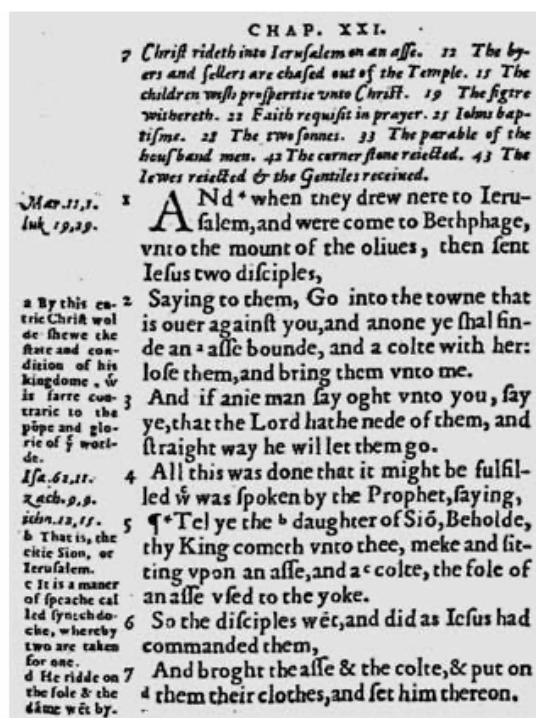 CHAP. XXI.
7 Chriſt rideth into Ieruſalem on an aſſe. 12 The by-
ers and ſellers are chaſed out of the Temple. 15 The
children wiſh proſperitie vnto Chriſt. 19 The figtre
withereth. 22 Faith requiſit in prayer. 25 Iohns bap-
tiſme. 28 The two ſonnes. 33 The parable of the
houſband men. 42 The corner ſtone reiected. 43 The
Iewes reiected & the Gentiles receiued.
Mar. 11,1.
luk 19,29.
1 ANd * when they drew nere to Ieru-
ſalem, and were come to Bethphage,
vnto the mount of the oliues, then ſent
Ieſus two diſciples,
2 Saying to them, Go into the towne that
is ouer againſt you, and anone ye ſhal fin-
de an ᵃ aſſe bounde, and a colte with her:
loſe them, and bring them vnto me.
3 And if anie man ſay oght vnto you, ſay
ye, that the Lord hathe nede of them, and
ſtraight way he wil let them go.
4 All this was done that it might be fulfil-
led ŵ was ſpoken by the Prophet, ſaying,
5 ¶ * Tel ye the ᵇ daughter of Sió, Beholde,
thy King cometh vnto thee, meke and ſit-
ting vpon an aſſe, and a ᶜ colte, the fole of
an aſſe vſed to the yoke.
6 So the diſciples wēt, and did as Ieſus had
commanded them,
7 And broght the aſſe & the colte, & put on
ᵈ them their clothes, and ſet him thereon.
a By this en-
trie Chriſt wol
de ſhewe the
ſtate and con-
dition of his
kingdome, ŵ
is farre con-
trarie to the
pōpe and glo-
rie of ẙ worl-
de.
Iſa. 62,11.
zach. 9,9.
iohn. 12,15.
b That is, the
citie Sion, or
Ieruſalem.
c It is a maner
of ſpeache cal
led ſynecdo-
che, whereby
two are taken
for one.
d He ridde on
the fole & the
dāme wēt by.